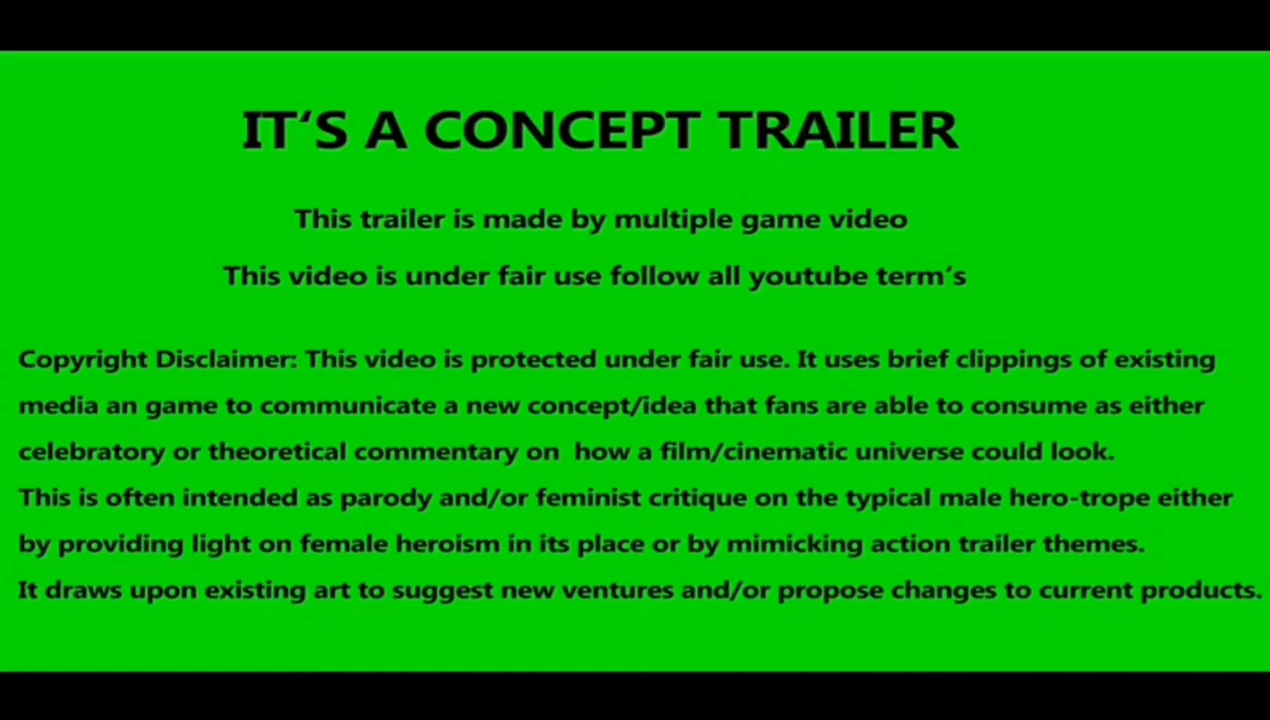 IT‘S A CONCEPT TRAILER
This trailer is made by multiple game video
This video is under fair use follow all youtube term’s
Copyright Disclaimer: This video is protected under fair use. It uses brief clippings of existing
media an game to communicate a new concept/idea that fans are able to consume as either
celebratory or theoretical commentary on how a film/cinematic universe could look.
This is often intended as parody and/or feminist critique on the typical male hero-trope either
by providing light on female heroism in its place or by mimicking action trailer themes.
It draws upon existing art to suggest new ventures and/or propose changes to current products.